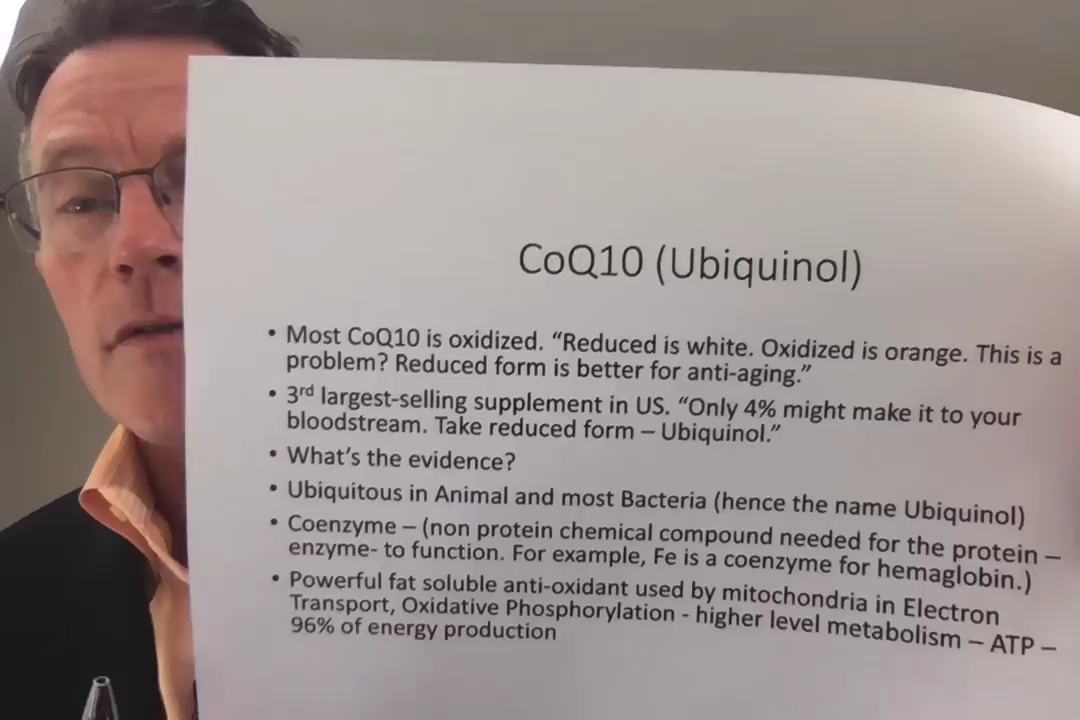 CoQ10 (Ubiquinol)
• Most CoQ10 is oxidized. “Reduced is white. Oxidized is orange. This is a
problem? Reduced form is better for anti-aging.”
• 3rd largest-selling supplement in US. “Only 4% might make it to your
bloodstream. Take reduced form – Ubiquinol.”
• What’s the evidence?
• Ubiquitous in Animal and most Bacteria (hence the name Ubiquinol)
• Coenzyme – (non protein chemical compound needed for the protein –
enzyme- to function. For example, Fe is a coenzyme for hemaglobin.)
• Powerful fat soluble anti-oxidant used by mitochondria in Electron
Transport, Oxidative Phosphorylation - higher level metabolism – ATP –
96% of energy production